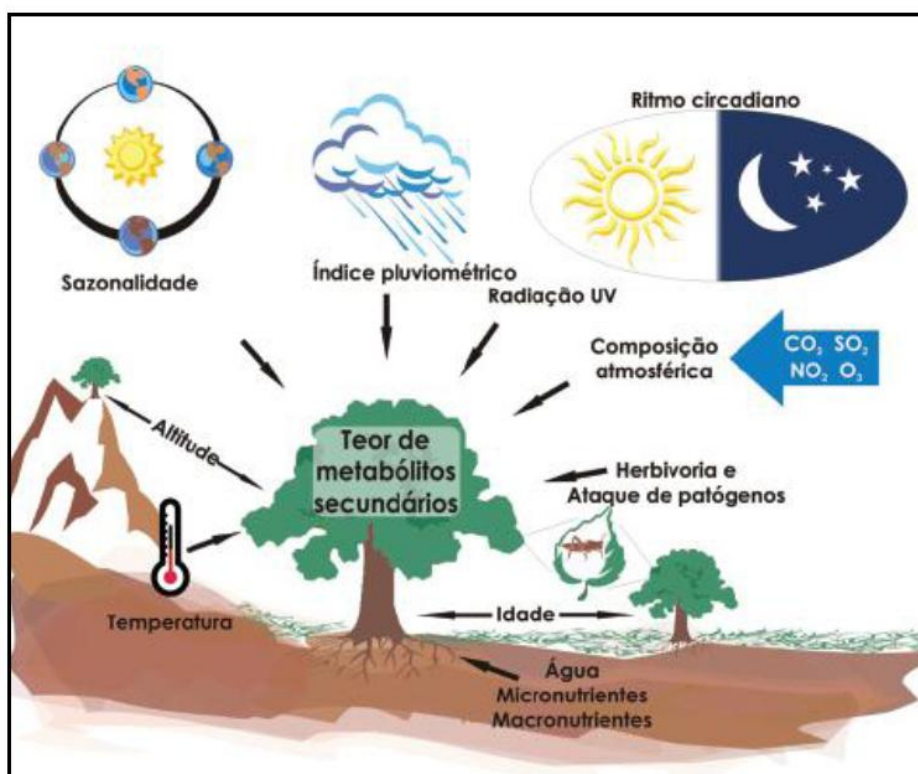 Ritmo circadiano
Sazonalidade
Índice pluviométrico
Radiação UV
Composição
atmosférica
CO₂ SO₂
NO₂ O₃
Altitude
Teor de
metabólitos
secundários
Herbivoria e
Ataque de patógenos
Temperatura
Idade
Água
Micronutrientes
Macronutrientes